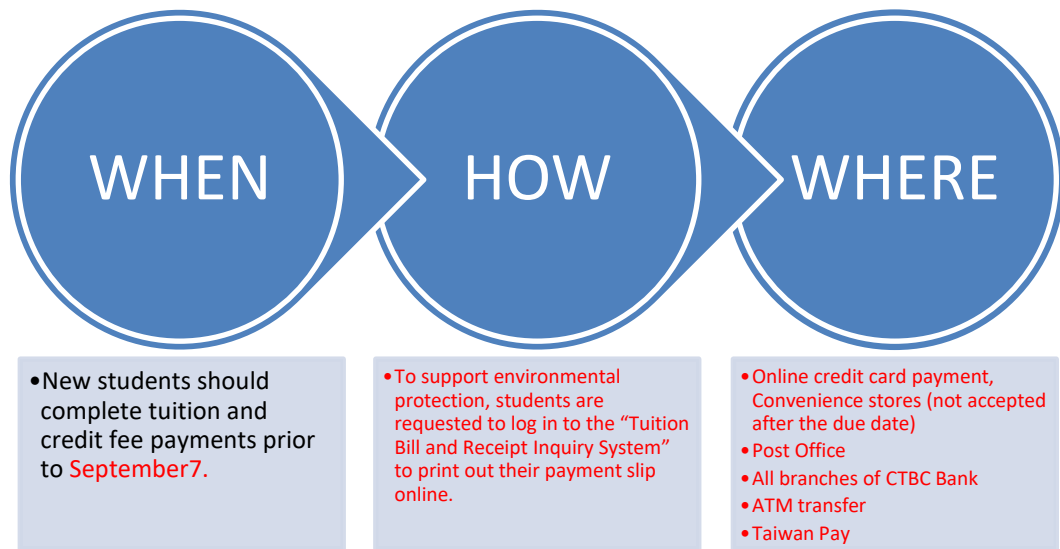 WHEN
HOW
WHERE
•New students should
complete tuition and
credit fee payments prior
to September7.
•To support environmental
protection, students are
requested to log in to the “Tuition
Bill and Receipt Inquiry System”
to print out their payment slip
online.
•Online credit card payment,
Convenience stores (not accepted
after the due date)
•Post Office
•All branches of CTBC Bank
•ATM transfer
•Taiwan Pay